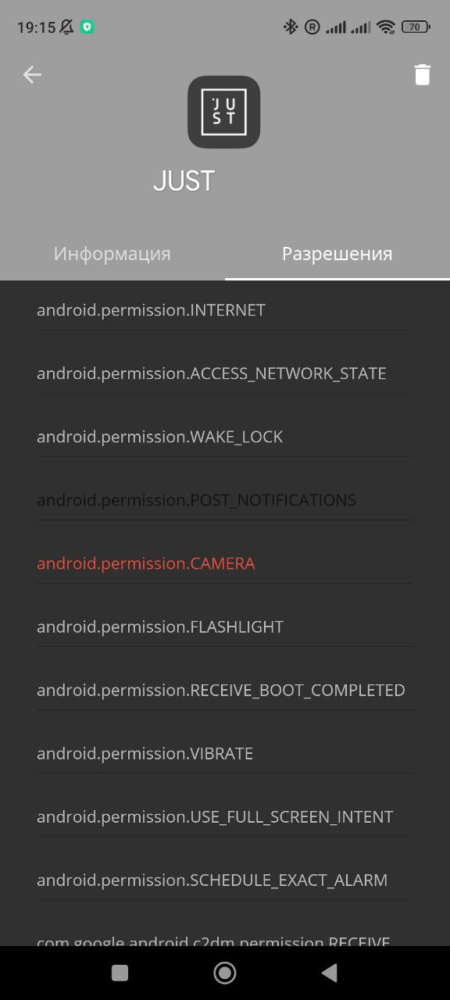 19:15
R
70
JU
ST
JUST
Информация
Разрешения
android.permission.INTERNET
android.permission.ACCESS_NETWORK_STATE
android.permission.WAKE_LOCK
android.permission.POST_NOTIFICATIONS
android.permission.CAMERA
android.permission.FLASHLIGHT
android.permission.RECEIVE_BOOT_COMPLETED
android.permission.VIBRATE
android.permission.USE_FULL_SCREEN_INTENT
android.permission.SCHEDULE_EXACT_ALARM
com.google.android.c2dm.permission.RECEIVE